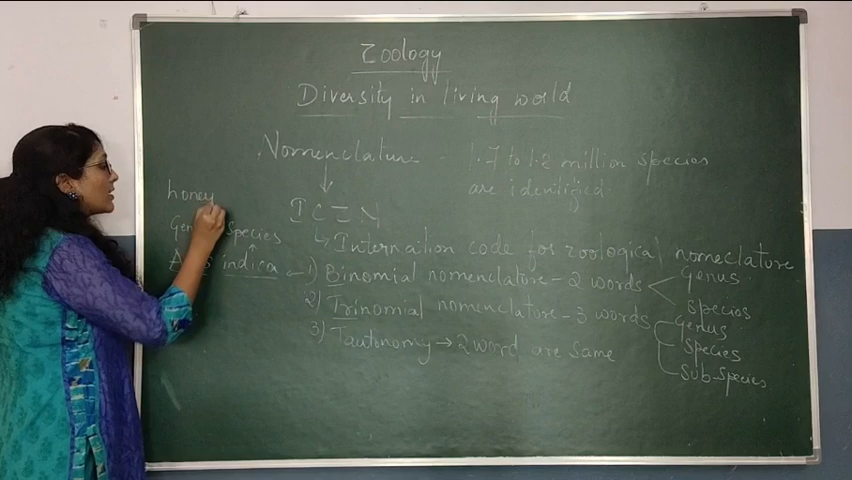 Zoology
Diversity in living world
Nomenclature - 1.7 to 1.8 million species
are identified.
ICZN
Internation code for zoological nomeclature
honey
species
indica
1) Binomial nomenclature - 2 words
genus
species
2) Trinomial nomenclature - 3 words
genus
species
Sub-species
3) Tautonomy → 2 word are same